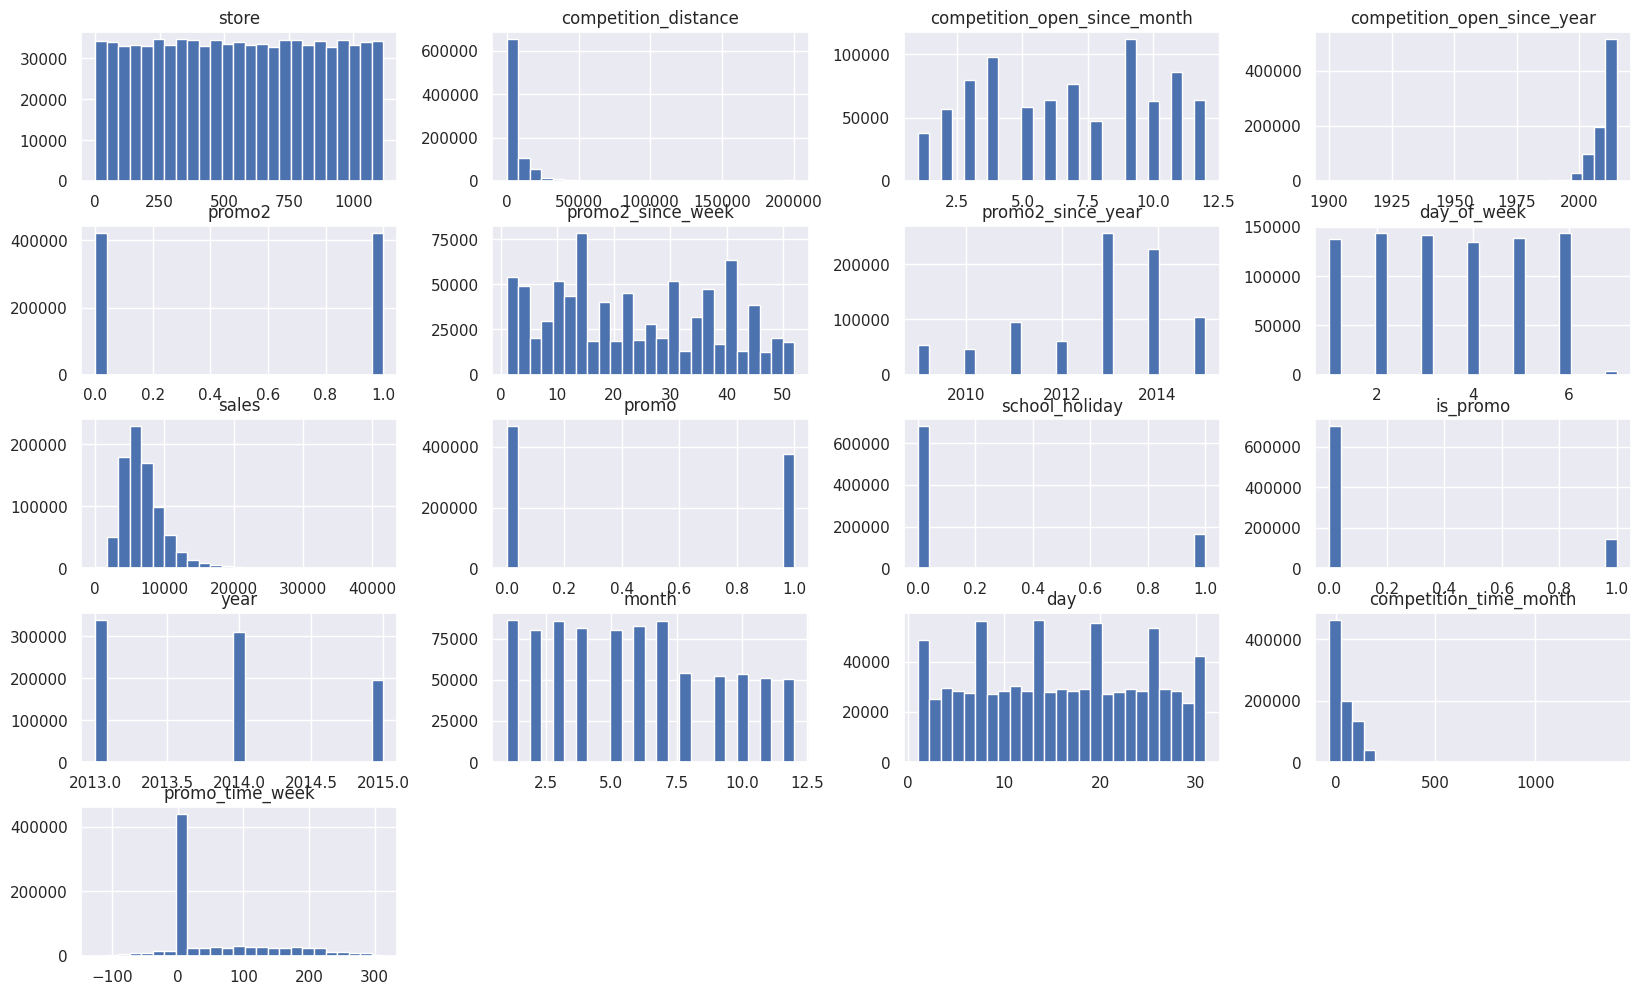 store
30000
20000
10000
0
0 250 500 750 1000
competition_distance
600000
400000
200000
0
0 50000 100000 150000 200000
competition_open_since_month
100000
50000
0
2.5 5.0 7.5 10.0 12.5
competition_open_since_year
400000
200000
0
1900 1925 1950 1975 2000
promo2
400000
200000
0
0.0 0.2 0.4 0.6 0.8 1.0
promo2_since_week
75000
50000
25000
0
0 10 20 30 40 50
promo2_since_year
200000
100000
0
2010 2012 2014
day_of_week
150000
100000
50000
0
2 4 6
sales
200000
100000
0
0 10000 20000 30000 40000
promo
400000
200000
0
0.0 0.2 0.4 0.6 0.8 1.0
school_holiday
600000
400000
200000
0
0.0 0.2 0.4 0.6 0.8 1.0
is_promo
600000
400000
200000
0
0.0 0.2 0.4 0.6 0.8 1.0
year
300000
200000
100000
0
2013.0 2013.5 2014.0 2014.5 2015.0
month
75000
50000
25000
0
2.5 5.0 7.5 10.0 12.5
day
40000
20000
0
0 10 20 30
competition_time_month
400000
200000
0
0 500 1000
promo_time_week
400000
200000
0
−100 0 100 200 300